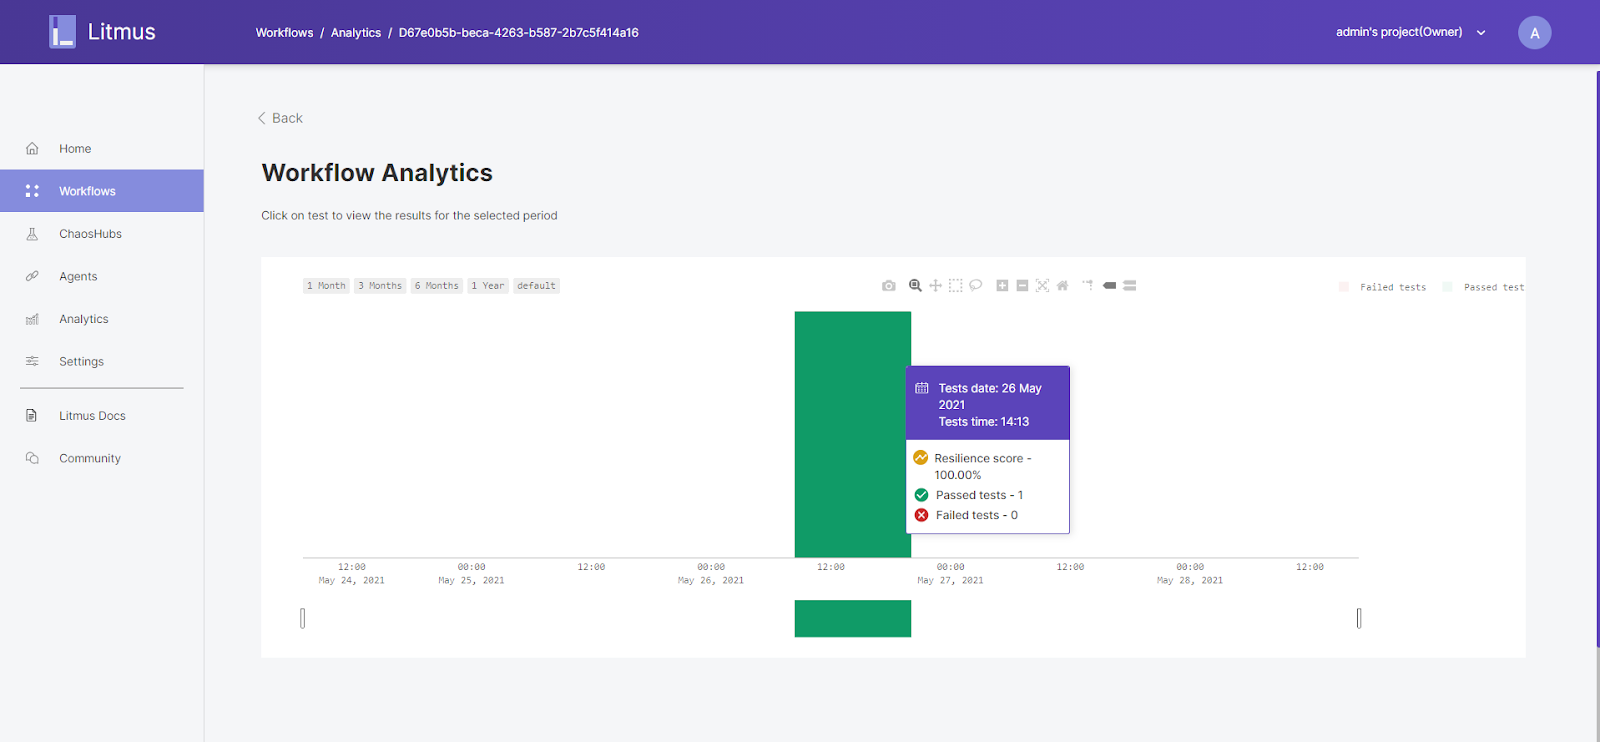 Litmus
Workflows / Analytics / D67e0b5b-beca-4263-b587-2b7c5f414a16
admin's project(Owner)
A
Home
Workflows
ChaosHubs
Agents
Analytics
Settings
Litmus Docs
Community
Back
Workflow Analytics
Click on test to view the results for the selected period
1 Month 3 Months 6 Months 1 Year default
Failed tests Passed test
Tests date: 26 May
2021
Tests time: 14:13
Resilience score -
100.00%
Passed tests - 1
Failed tests - 0
12:00 00:00 12:00 00:00 12:00 00:00 12:00 00:00 12:00
May 24, 2021 May 25, 2021 May 26, 2021 May 27, 2021 May 28, 2021